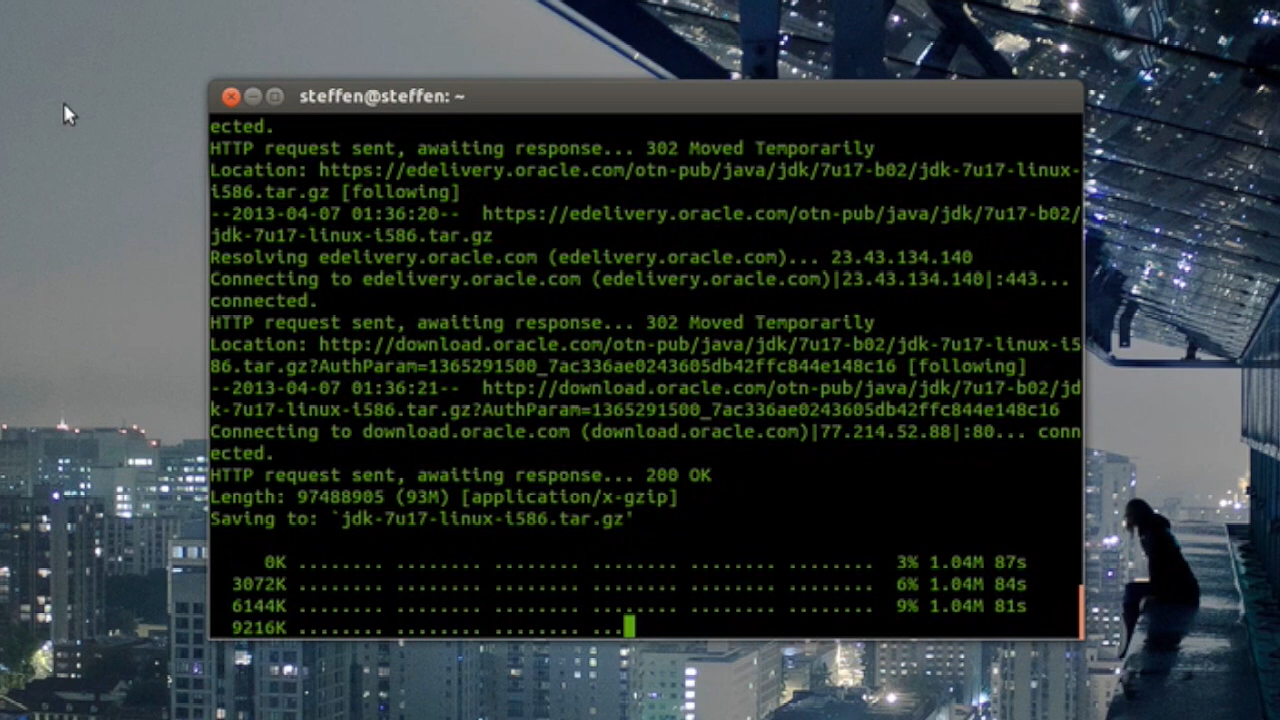 steffen@steffen: ~
ected.
HTTP request sent, awaiting response... 302 Moved Temporarily
Location: https://edelivery.oracle.com/otn-pub/java/jdk/7u17-b02/jdk-7u17-linux-
i586.tar.gz [following]
--2013-04-07 01:36:20--  https://edelivery.oracle.com/otn-pub/java/jdk/7u17-b02/
jdk-7u17-linux-i586.tar.gz
Resolving edelivery.oracle.com (edelivery.oracle.com)... 23.43.134.140
Connecting to edelivery.oracle.com (edelivery.oracle.com)|23.43.134.140|:443...
connected.
HTTP request sent, awaiting response... 302 Moved Temporarily
Location: http://download.oracle.com/otn-pub/java/jdk/7u17-b02/jdk-7u17-linux-i5
86.tar.gz?AuthParam=1365291500_7ac336ae0243605db42ffc844e148c16 [following]
--2013-04-07 01:36:21--  http://download.oracle.com/otn-pub/java/jdk/7u17-b02/jd
k-7u17-linux-i586.tar.gz?AuthParam=1365291500_7ac336ae0243605db42ffc844e148c16
Connecting to download.oracle.com (download.oracle.com)|77.214.52.88|:80... conn
ected.
HTTP request sent, awaiting response... 200 OK
Length: 97488905 (93M) [application/x-gzip]
Saving to: `jdk-7u17-linux-i586.tar.gz'
0K ........ ........ ........ ........ ........ ........  3% 1.04M 87s
3072K ........ ........ ........ ........ ........ ........  6% 1.04M 84s
6144K ........ ........ ........ ........ ........ ........  9% 1.04M 81s
9216K ........ ........ ........ ...